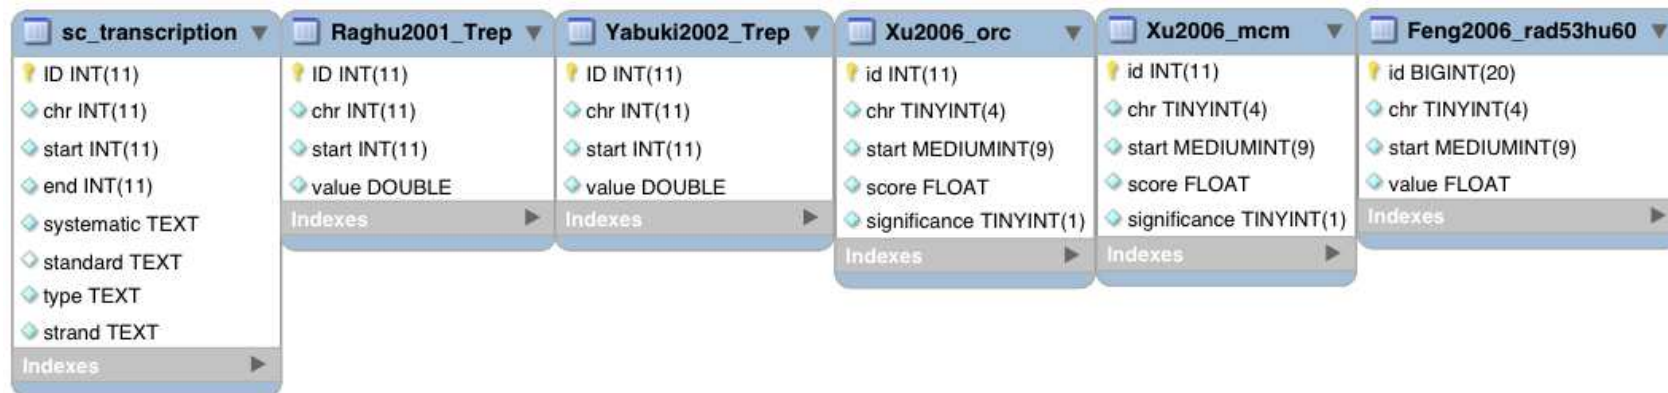 sc_transcription
ID INT(11)
chr INT(11)
start INT(11)
end INT(11)
systematic TEXT
standard TEXT
type TEXT
strand TEXT
Indexes
Raghu2001_Trep
ID INT(11)
chr INT(11)
start INT(11)
value DOUBLE
Indexes
Yabuki2002_Trep
ID INT(11)
chr INT(11)
start INT(11)
value DOUBLE
Indexes
Xu2006_orc
id INT(11)
chr TINYINT(4)
start MEDIUMINT(9)
score FLOAT
significance TINYINT(1)
Indexes
Xu2006_mcm
id INT(11)
chr TINYINT(4)
start MEDIUMINT(9)
score FLOAT
significance TINYINT(1)
Indexes
Feng2006_rad53hu60
id BIGINT(20)
chr TINYINT(4)
start MEDIUMINT(9)
value FLOAT
Indexes